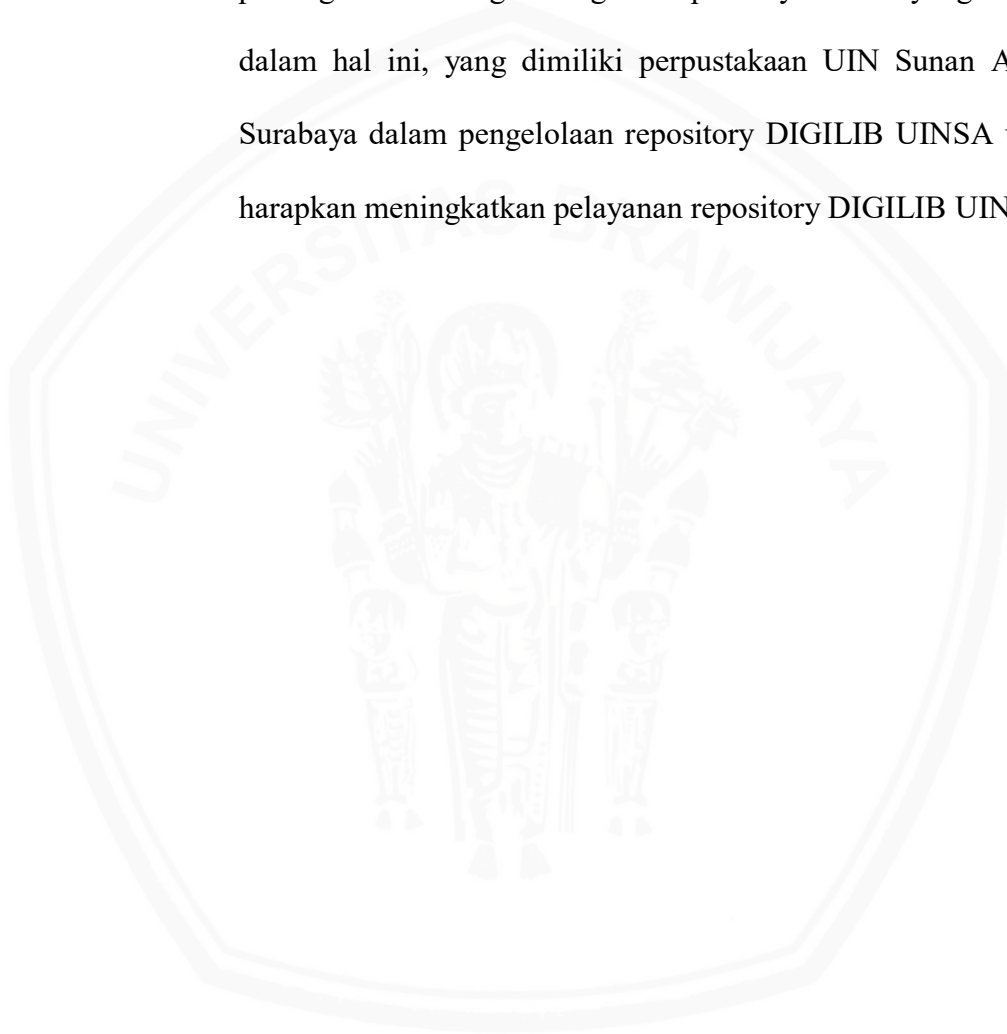 dalam hal ini, yang dimiliki perpustakaan UIN Sunan
Surabaya dalam pengelolaan repository DIGILIB UINSA
harapkan meningkatkan pelayanan repository DIGILIB
UNIVERSITAS BRAWIJAYA